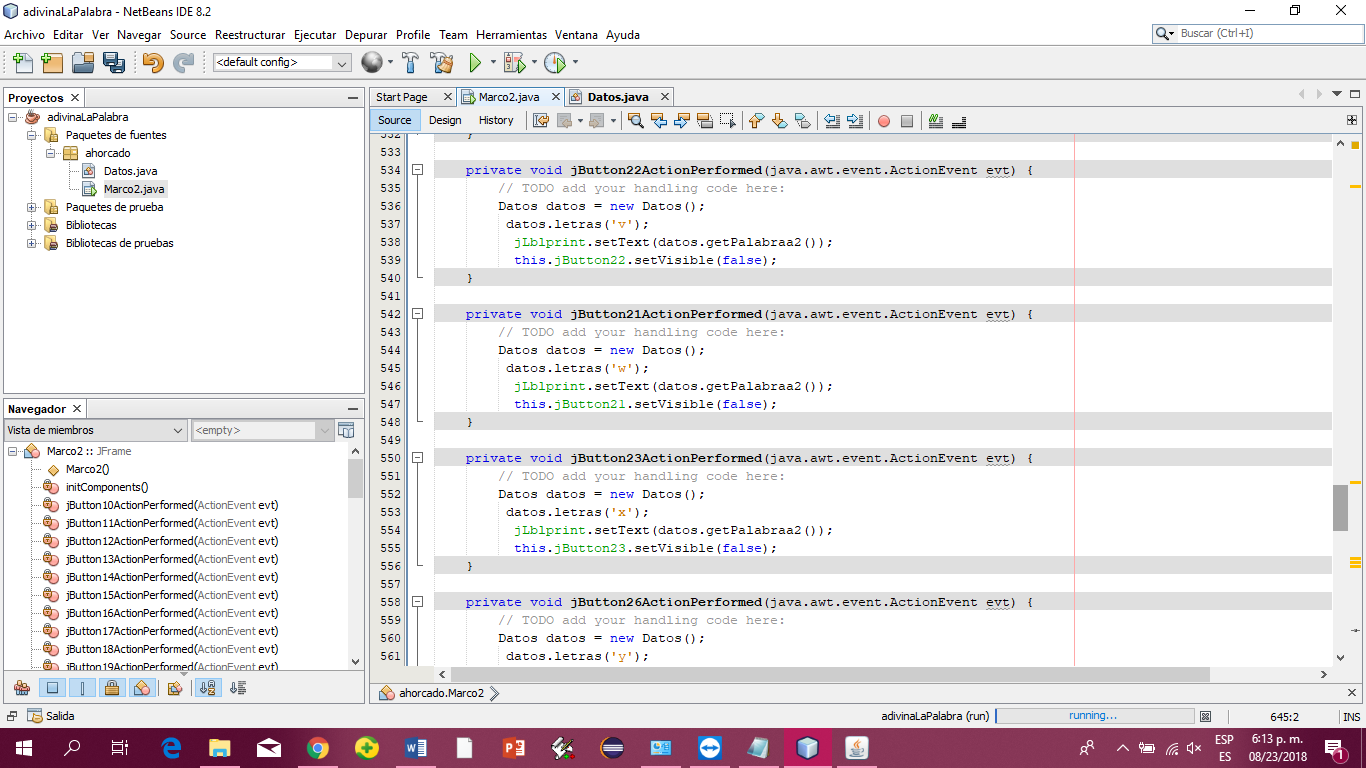 adivinaLaPalabra - NetBeans IDE 8.2
Archivo Editar Ver Navegar Source Reestructurar Ejecutar Depurar Profile Team Herramientas Ventana Ayuda
Buscar (Ctrl+I)
<default config>
Proyectos
adivinaLaPalabra
Paquetes de fuentes
ahorcado
Datos.java
Marco2.java
Paquetes de prueba
Bibliotecas
Bibliotecas de pruebas
Navegador
Vista de miembros
<empty>
Marco2 :: JFrame
Marco2()
initComponents()
jButton10ActionPerformed(ActionEvent evt)
jButton11ActionPerformed(ActionEvent evt)
jButton12ActionPerformed(ActionEvent evt)
jButton13ActionPerformed(ActionEvent evt)
jButton14ActionPerformed(ActionEvent evt)
jButton15ActionPerformed(ActionEvent evt)
jButton16ActionPerformed(ActionEvent evt)
jButton17ActionPerformed(ActionEvent evt)
jButton18ActionPerformed(ActionEvent evt)
jButton19ActionPerformed(ActionEvent evt)
Start Page Marco2.java Datos.java
Source Design History
532 }
533
534 private void jButton22ActionPerformed(java.awt.event.ActionEvent evt) {
535 // TODO add your handling code here:
536 Datos datos = new Datos();
537 datos.letras('v');
538 jLblprint.setText(datos.getPalabraa2());
539 this.jButton22.setVisible(false);
540 }
541
542 private void jButton21ActionPerformed(java.awt.event.ActionEvent evt) {
543 // TODO add your handling code here:
544 Datos datos = new Datos();
545 datos.letras('w');
546 jLblprint.setText(datos.getPalabraa2());
547 this.jButton21.setVisible(false);
548 }
549
550 private void jButton23ActionPerformed(java.awt.event.ActionEvent evt) {
551 // TODO add your handling code here:
552 Datos datos = new Datos();
553 datos.letras('x');
554 jLblprint.setText(datos.getPalabraa2());
555 this.jButton23.setVisible(false);
556 }
557
558 private void jButton26ActionPerformed(java.awt.event.ActionEvent evt) {
559 // TODO add your handling code here:
560 Datos datos = new Datos();
561 datos.letras('y');
ahorcado.Marco2
Salida
adivinaLaPalabra (run) running... 645:2 INS
ESP 6:13 p. m.
ES 08/23/2018
1